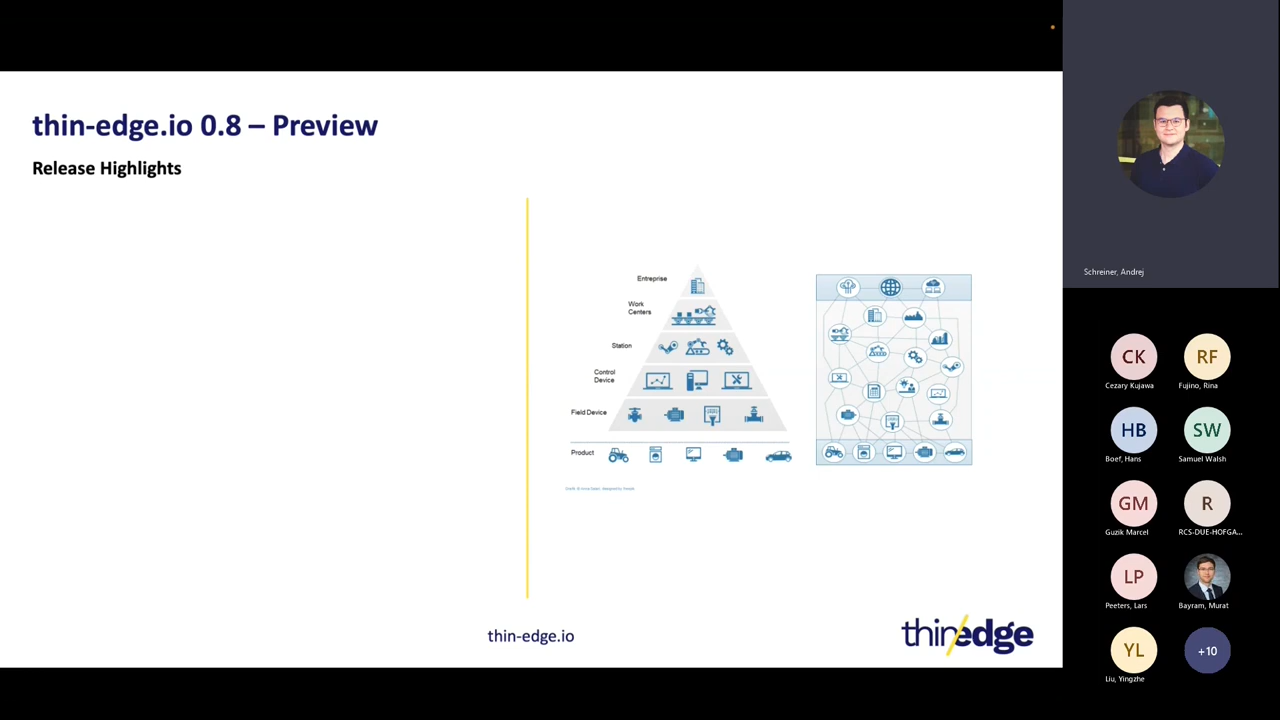 thin-edge.io 0.8 – Preview
Release Highlights
Entreprise
Work
Centers
Station
Control
Device
Field Device
Product
thin-edge.io
thin/edge
Schreiner, Andrej
CK
RF
Cezary Kujawa
Fujino, Rina
HB
SW
Boef, Hans
Samuel Walsh
GM
R
Guzik Marcel
RCS-DUE-HOFGA...
LP
Peeters, Lars
Bayram, Murat
YL
+10
Liu, Yingzhe